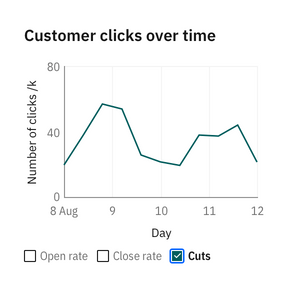 Customer clicks over time
Number of clicks /k
80
40
0
8 Aug 9 10 11 12
Day
Open rate Close rate Cuts